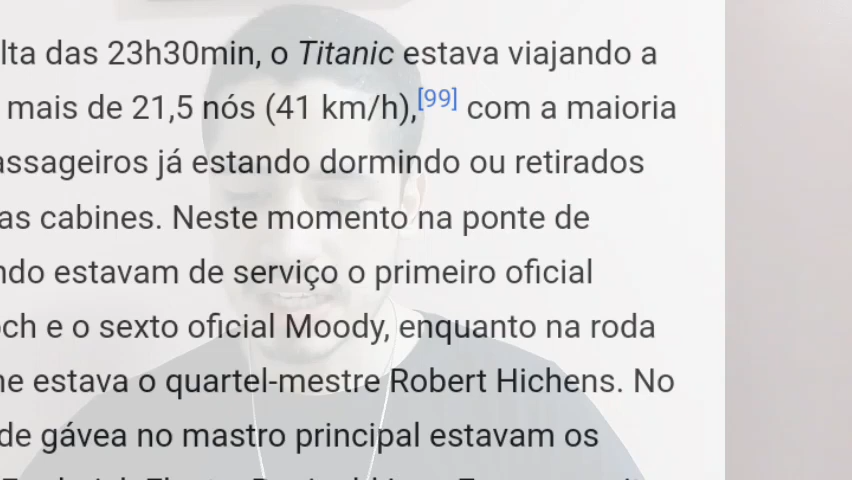 lta das 23h30min, o Titanic estava viajando a
mais de 21,5 nós (41 km/h),[99] com a maioria
assageiros já estando dormindo ou retirados
as cabines. Neste momento na ponte de
ndo estavam de serviço o primeiro oficial
och e o sexto oficial Moody, enquanto na roda
ne estava o quartel-mestre Robert Hichens. No
de gávea no mastro principal estavam os